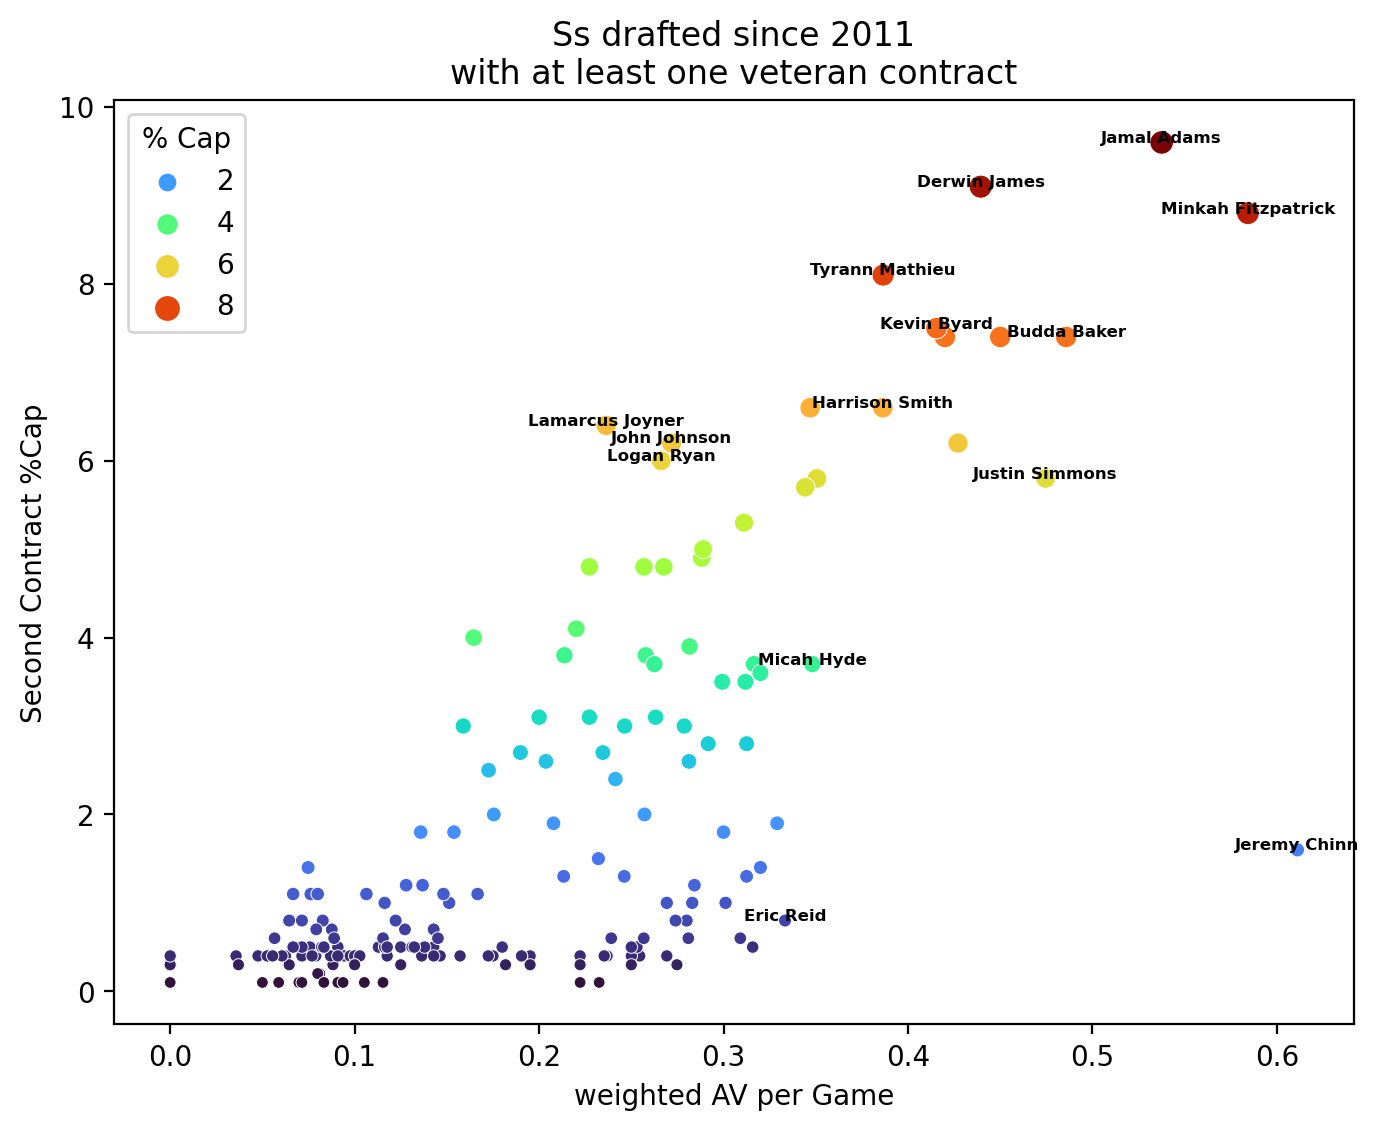 Ss drafted since 2011
with at least one veteran contract
% Cap
2
4
6
8
10
8
6
4
2
0
Second Contract %Cap
Jamal Adams
Derwin James
Minkah Fitzpatrick
Tyrann Mathieu
Kevin Byard
Budda Baker
Harrison Smith
Lamarcus Joyner
John Johnson
Logan Ryan
Justin Simmons
Micah Hyde
Jeremy Chinn
Eric Reid
0.0 0.1 0.2 0.3 0.4 0.5 0.6
weighted AV per Game